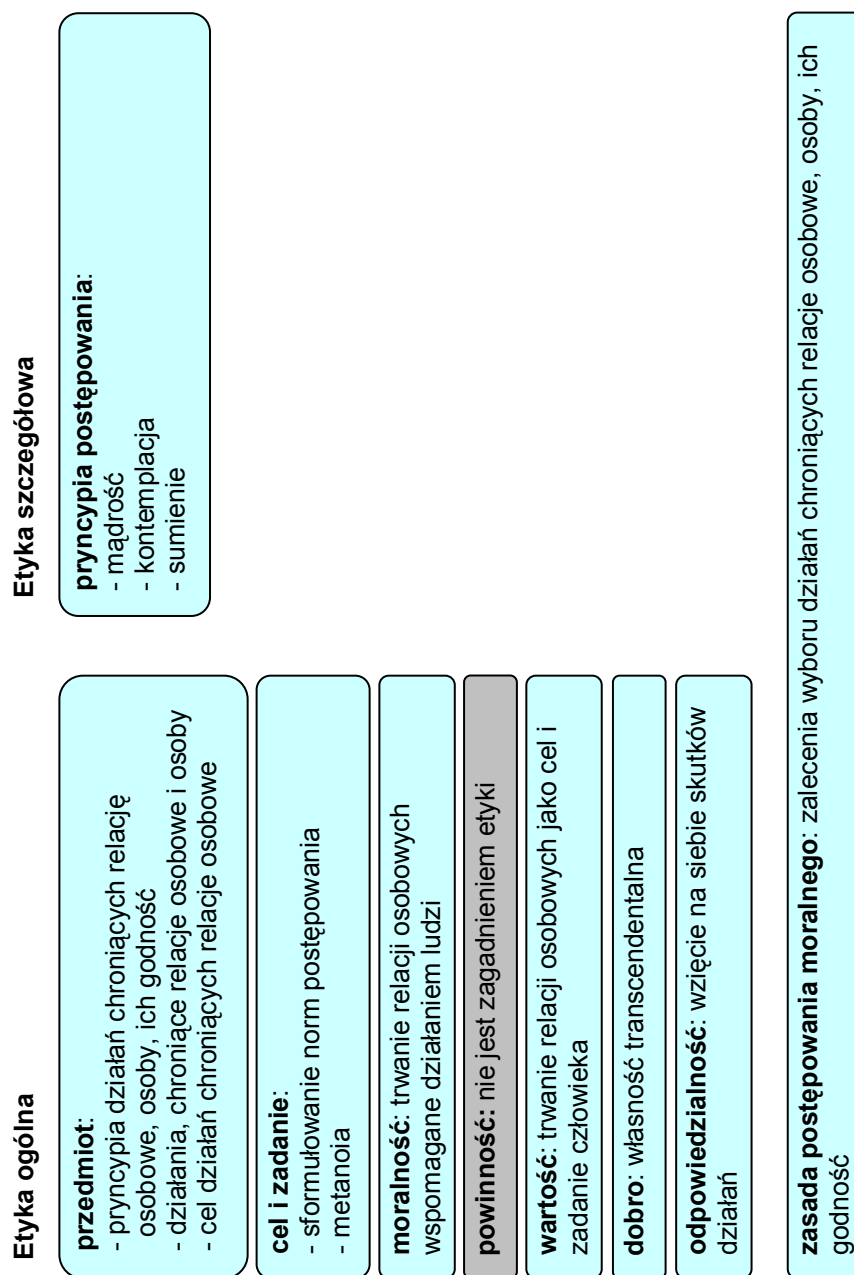 Etyka ogólna
przedmiot:
- pryncypia działań chroniących relację
osobowe, osoby, ich godność
- działania, chroniące relacje osobowe i osoby
- cel działań chroniących relacje osobowe
cel i zadanie:
- sformułowanie norm postępowania
- metanoia
moralność: trwanie relacji osobowych
wspomagane działaniem ludzi
powinność: nie jest zagadnieniem etyki
wartość: trwanie relacji osobowych jako cel i
zadanie człowieka
dobro: własność transcendentalna
odpowiedzialność: wzięcie na siebie skutków
działań
Etyka szczegółowa
pryncypia postępowania:
- mądrość
- kontemplacja
- sumienie
zasada postępowania moralnego: zalecenia wyboru działań chroniących relacje osobowe, osoby, ich
godność